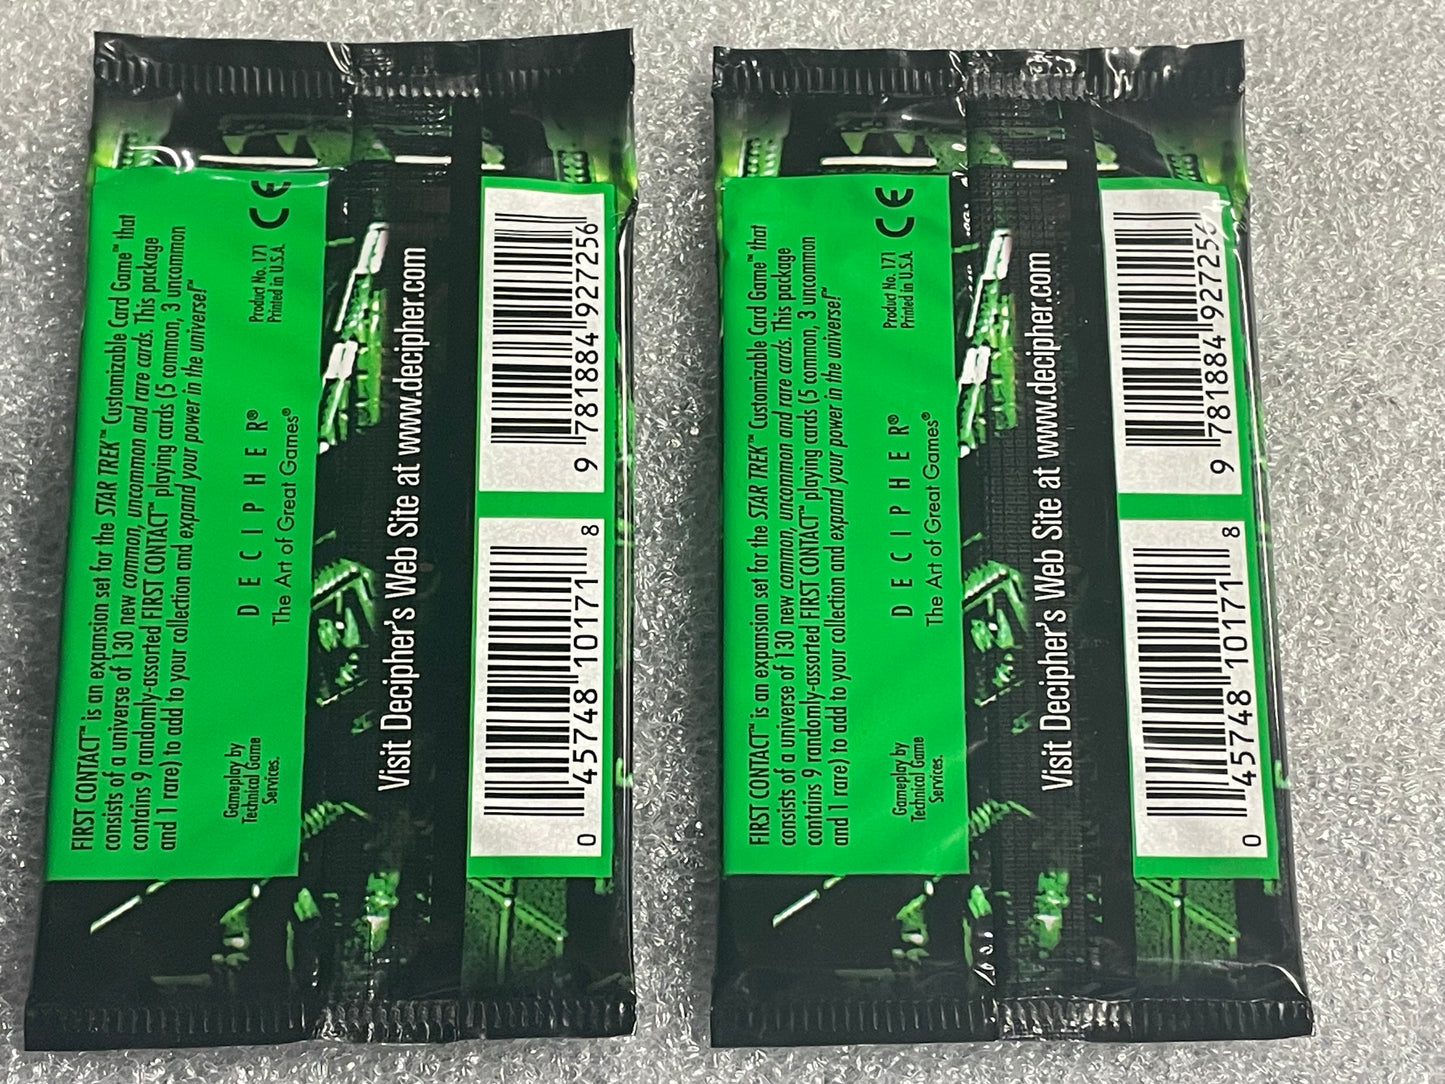 FIRST CONTACT™ is an expansion set for the STAR TREK™ Customizable Card Game™ that
consists of a universe of 130 new common, uncommon and rare cards. This package
contains 9 randomly-assorted FIRST CONTACT™ playing cards (5 common, 3 uncommon
and 1 rare) to add to your collection and expand your power in the universe!™
Gameplay by
Technical Game
Services.
DECIPHER®
The Art of Great Games®
Product No. 171
Printed in U.S.A.
CE
Visit Decipher's Web Site at www.decipher.com
0 45748 10171 8
9 781884 927256
FIRST CONTACT™ is an expansion set for the STAR TREK™ Customizable Card Game™ that
consists of a universe of 130 new common, uncommon and rare cards. This package
contains 9 randomly-assorted FIRST CONTACT™ playing cards (5 common, 3 uncommon
and 1 rare) to add to your collection and expand your power in the universe!™
Gameplay by
Technical Game
Services.
DECIPHER®
The Art of Great Games®
Product No. 171
Printed in U.S.A.
CE
Visit Decipher's Web Site at www.decipher.com
0 45748 10171 8
9 781884 927256